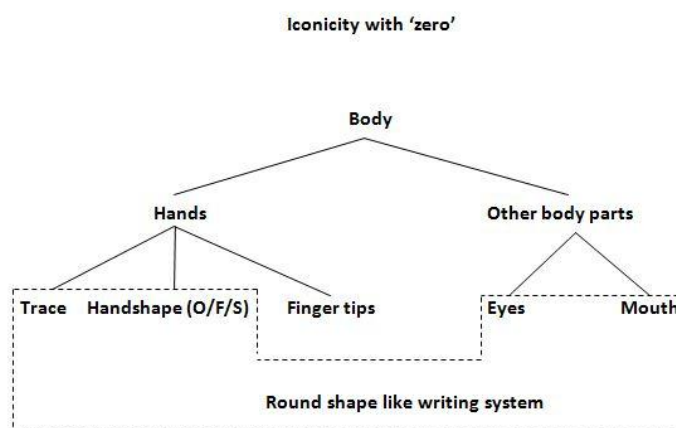 Iconicity with ‘zero’
Body
Hands
Other body parts
Trace
Handshape (O/F/S)
Finger tips
Eyes
Mouth
Round shape like writing system